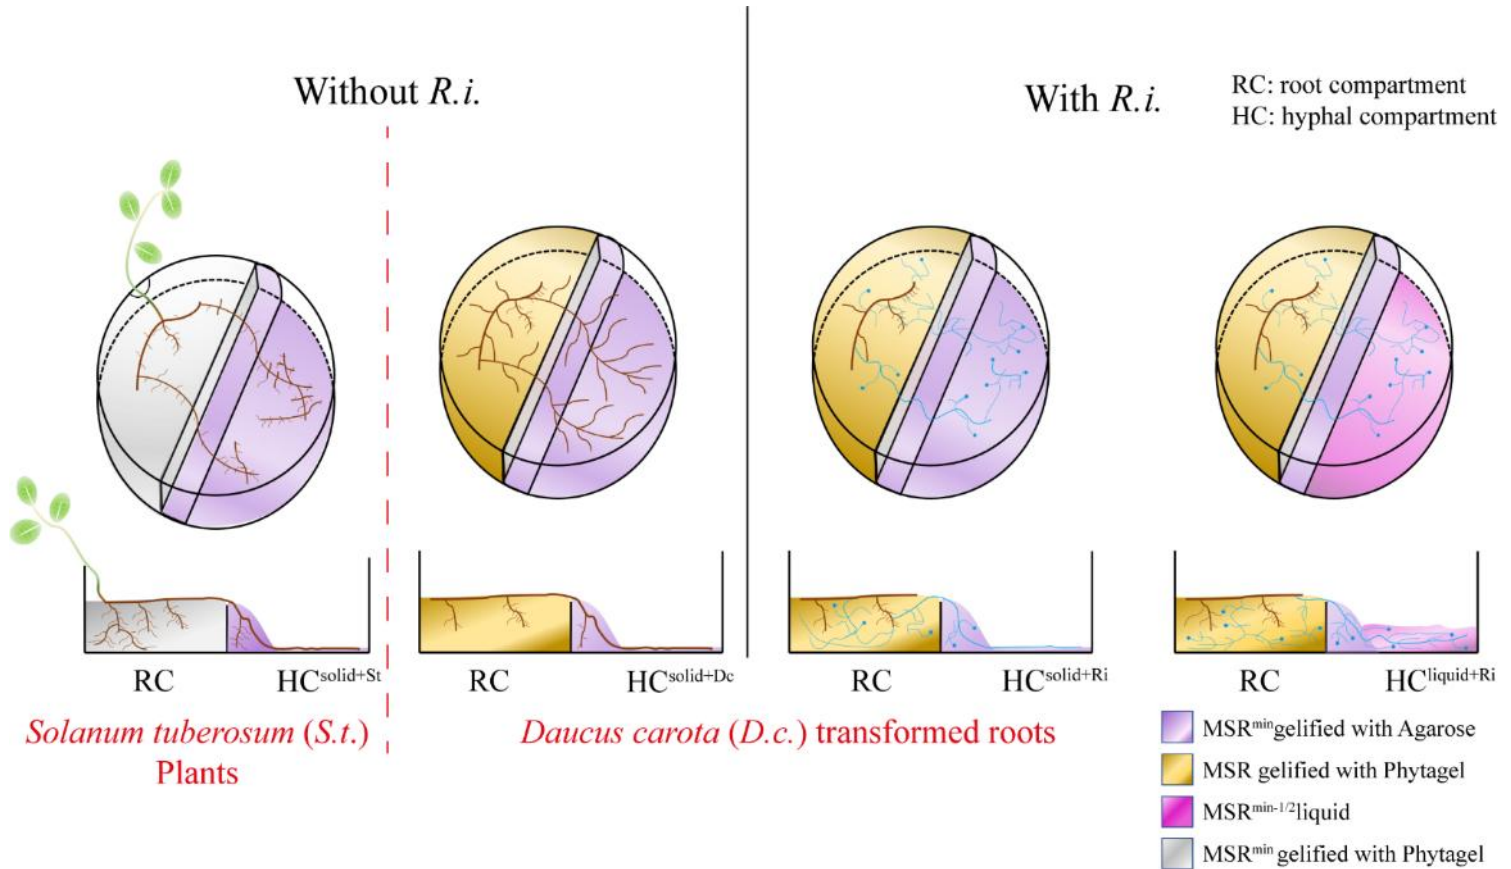 Without R.i.
With R.i.
RC: root compartment
HC: hyphal compartment
RC
HCsolid+St
RC
HCsolid+Dc
RC
HCsolid+Ri
RC
HCliquid+Ri
Solanum tuberosum (S.t.)
Plants
Daucus carota (D.c.) transformed roots
MSRmin gelified with Agarose
MSR gelified with Phytagel
MSRmin-1/2 liquid
MSRmin gelified with Phytagel